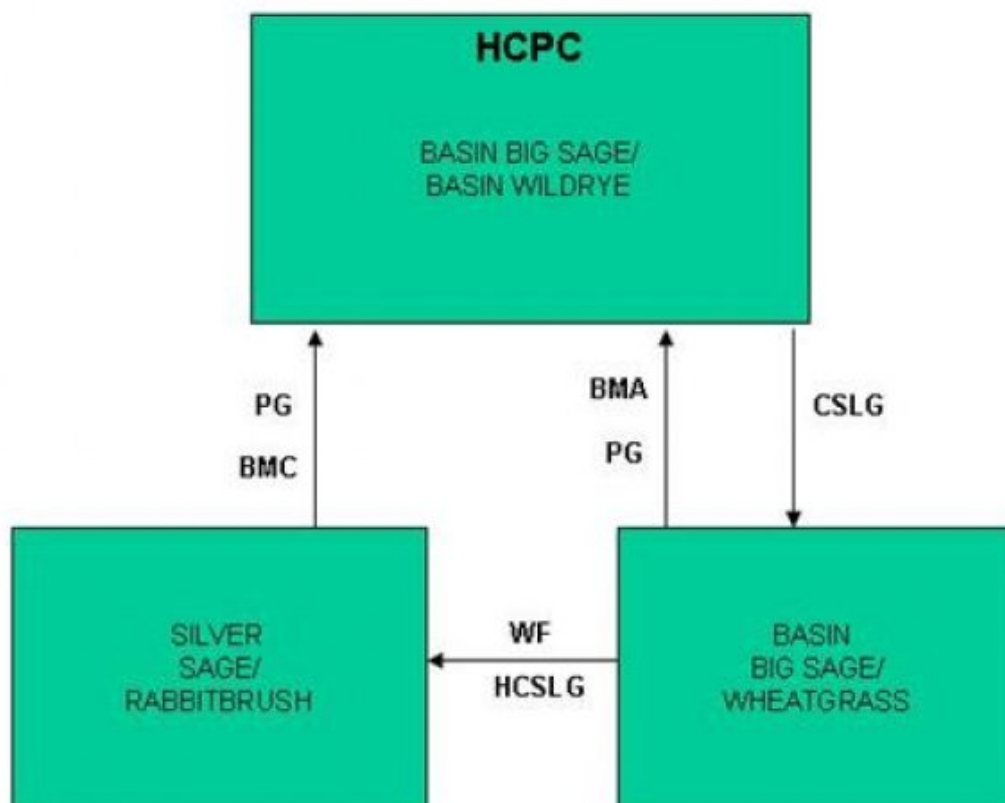 HCPC
BASIN BIG SAGE/
BASIN WILDRYE
PG
BMC
BMA
PG
CSLG
SILVER
SAGE/
RABBITBRUSH
WF
HCSLG
BASIN
BIG SAGE/
WHEATGRASS